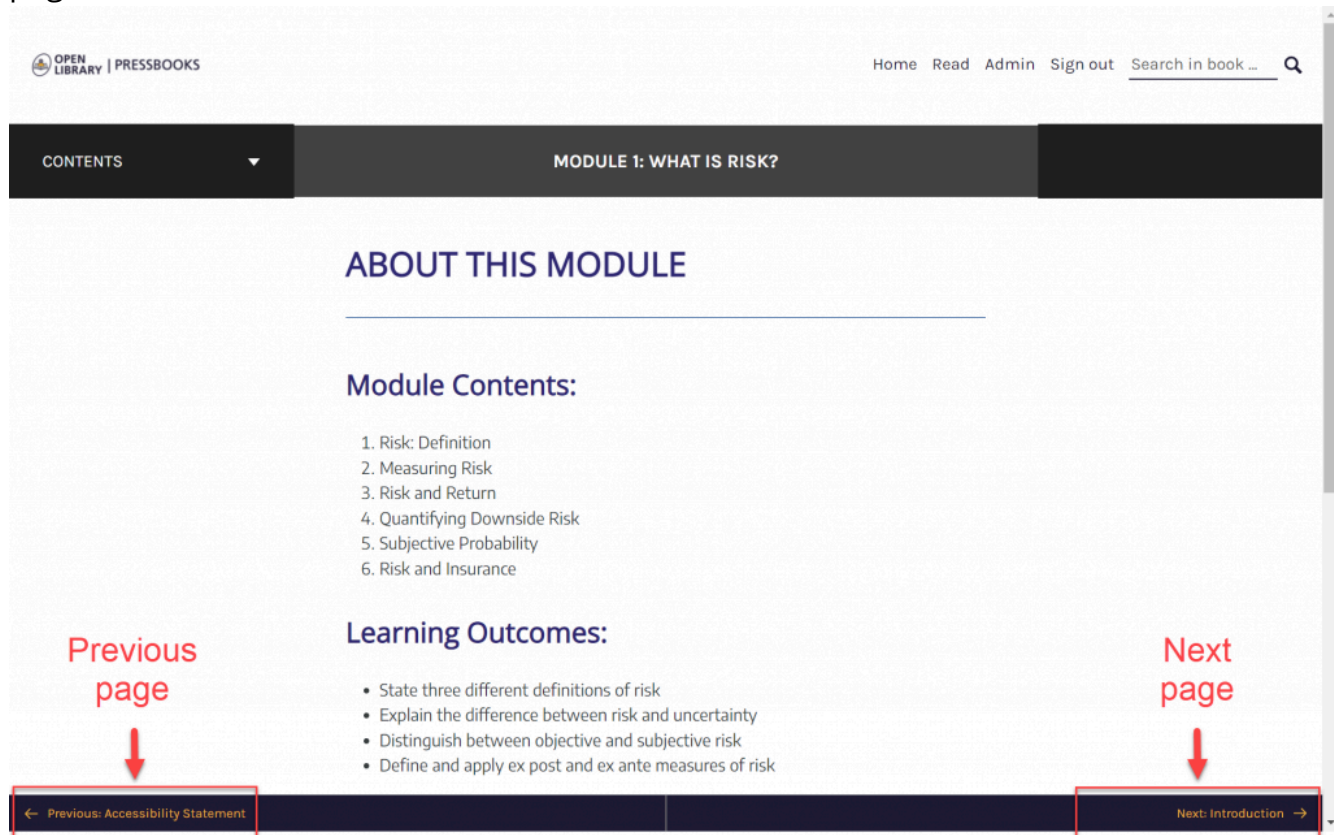 OPEN
LIBRARY | PRESSBOOKS
Home Read Admin Sign out Search in book ...
CONTENTS
MODULE 1: WHAT IS RISK?
ABOUT THIS MODULE
Module Contents:
1. Risk: Definition
2. Measuring Risk
3. Risk and Return
4. Quantifying Downside Risk
5. Subjective Probability
6. Risk and Insurance
Learning Outcomes:
• State three different definitions of risk
• Explain the difference between risk and uncertainty
• Distinguish between objective and subjective risk
• Define and apply ex post and ex ante measures of risk
Previous
page
Next
page
← Previous: Accessibility Statement
Next: Introduction →